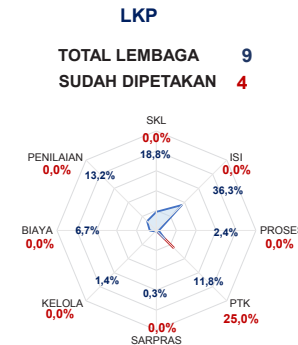 LKP
TOTAL LEMBAGA 9
SUDAH DIPETAKAN 4
SKL
0,0%
18,8%
PENILAIAN
0,0%
13,2%
ISI
0,0%
36,3%
BIAYA
0,0%
6,7%
2,4%
PROSES
0,0%
1,4%
11,8%
KELOLA
0,0%
0,3%
PTK
25,0%
0,0%
SARPRAS